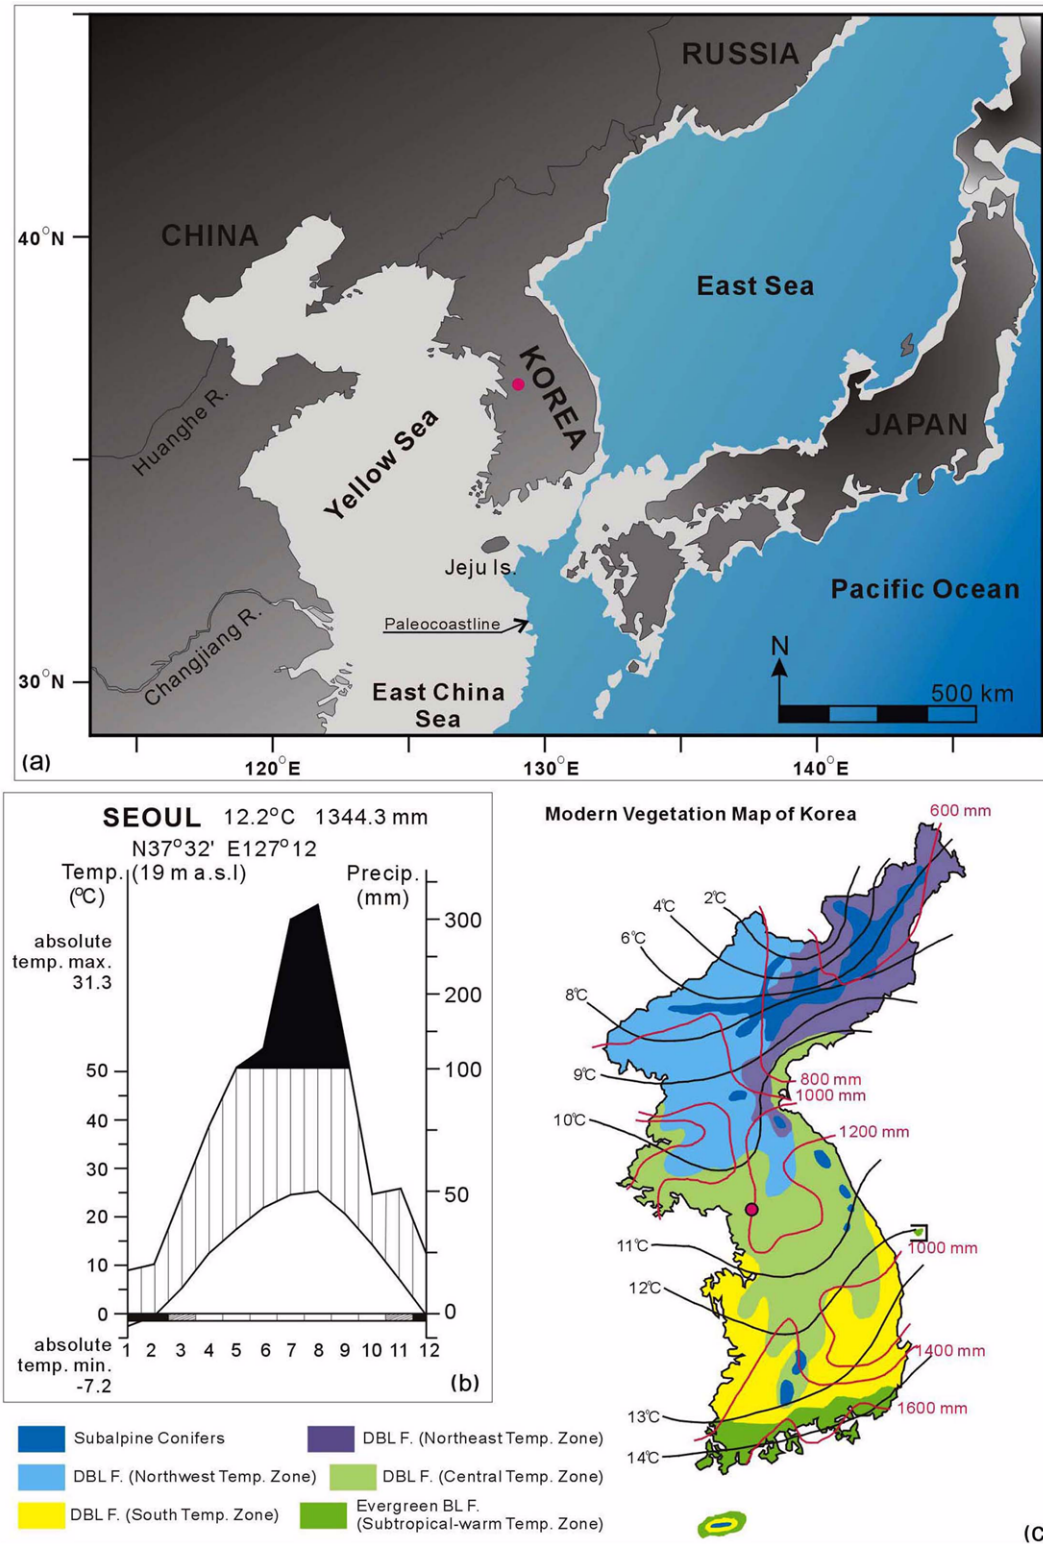 RUSSIA
CHINA
40°N
East Sea
KOREA
JAPAN
Huanghe R.
Yellow Sea
Jeju Is.
Pacific Ocean
Changjiang R.
Paleocoastline
N
30°N
East China
Sea
500 km
(a)
120°E
130°E
140°E
SEOUL 12.2°C 1344.3 mm
N37°32' E127°12
Temp. (19 m a.s.l) Precip.
(°C) (mm)
absolute
temp. max.
31.3
300
200
100
50
0
50
40
30
20
10
0
absolute
temp. min.
-7.2
1 2 3 4 5 6 7 8 9 10 11 12
(b)
Modern Vegetation Map of Korea
600 mm
2°C
4°C
6°C
8°C
9°C
800 mm
1000 mm
10°C
1200 mm
11°C
1000 mm
12°C
1400 mm
13°C
1600 mm
14°C
Subalpine Conifers
DBL F. (Northeast Temp. Zone)
DBL F. (Northwest Temp. Zone)
DBL F. (Central Temp. Zone)
DBL F. (South Temp. Zone)
Evergreen BL F.
(Subtropical-warm Temp. Zone)
(c)